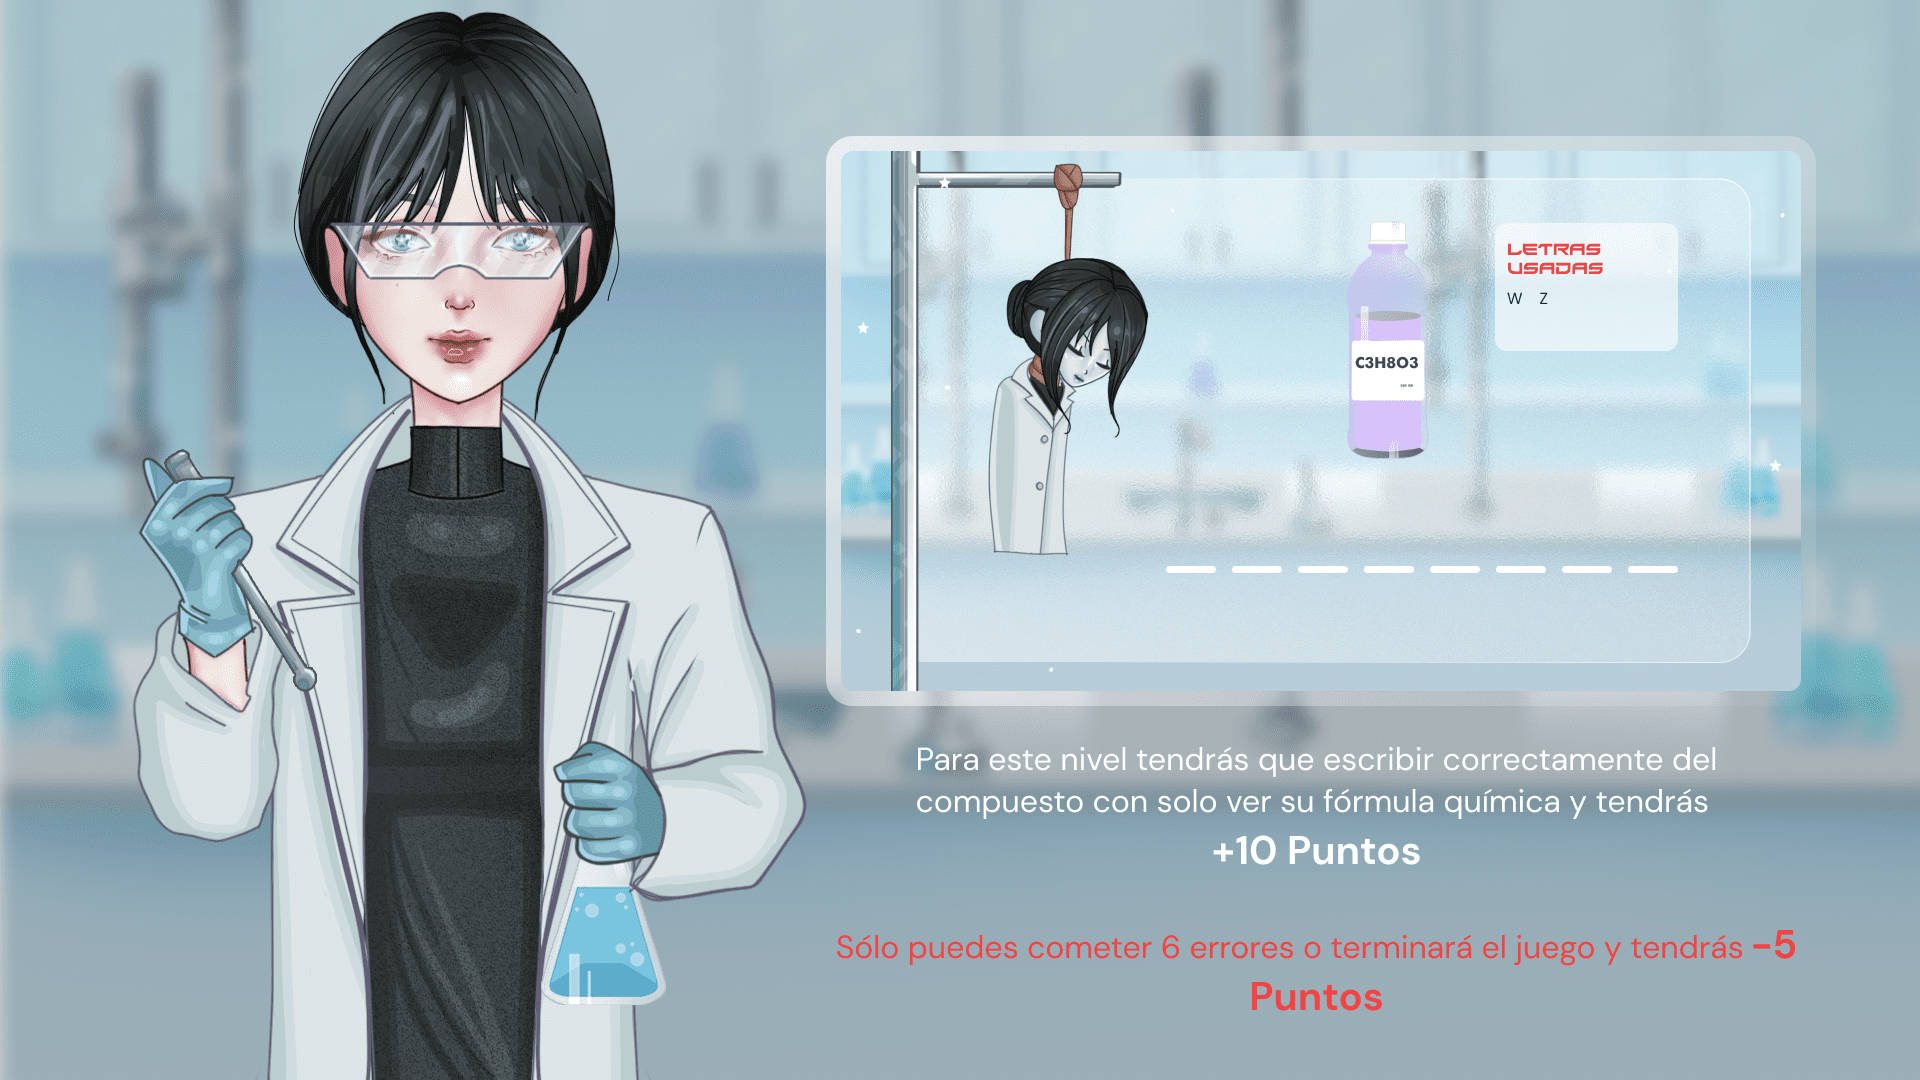 LETRAS
USADAS
W Z
C3H8O3
Para este nivel tendrás que escribir correctamente del
compuesto con solo ver su fórmula química y tendrás
+10 Puntos
Sólo puedes cometer 6 errores o terminará el juego y tendrás -5
Puntos